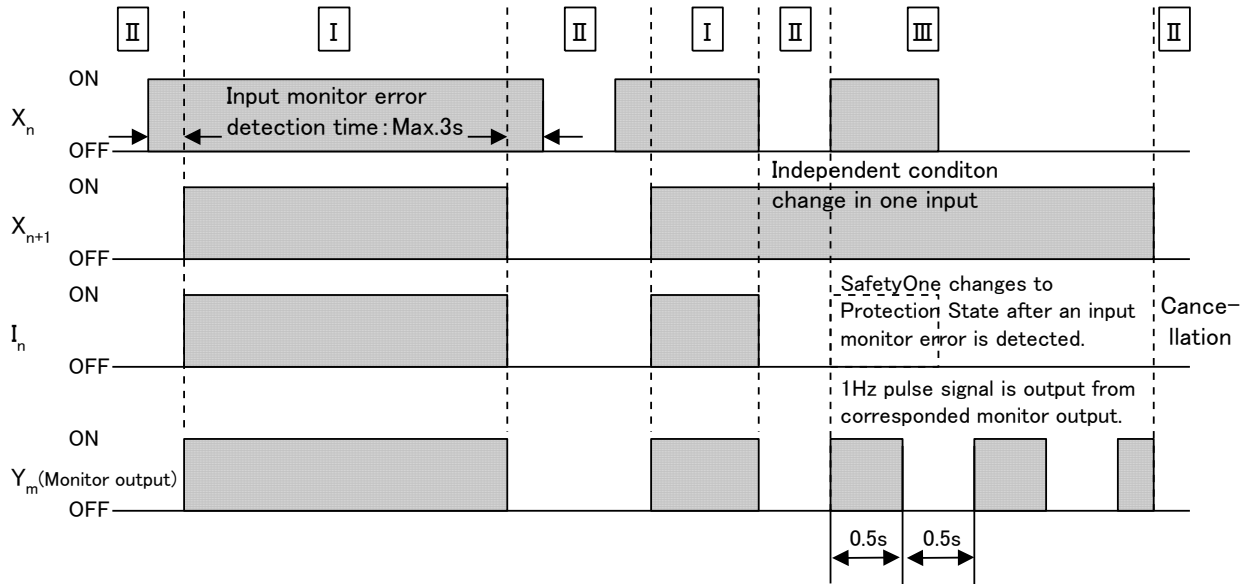 II I II I II III II
ON
Xn
OFF
Input monitor error
detection time : Max.3s
ON
Xn+1
OFF
Independent conditon
change in one input
ON
In
OFF
SafetyOne changes to
Protection State after an input
monitor error is detected.
Cance-
llation
1Hz pulse signal is output from
corresponded monitor output.
ON
Ym(Monitor output)
OFF
0.5s 0.5s